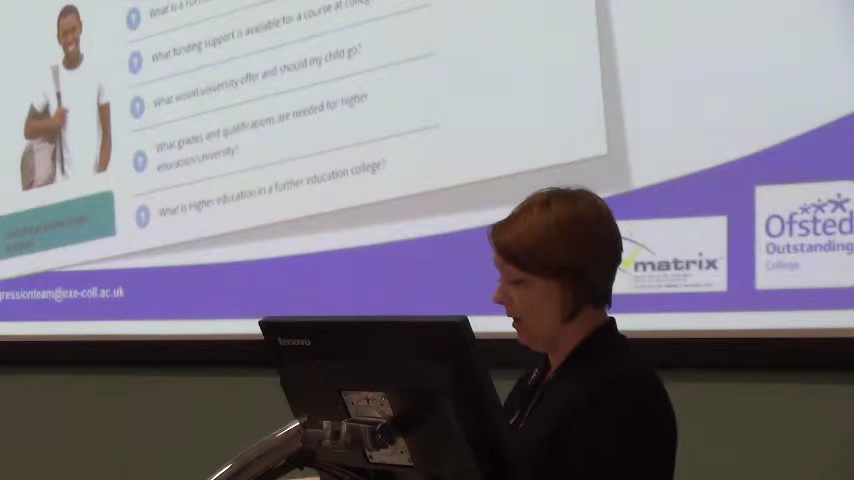 What is a
What funding support is available for a course at
What would university offer and should my child go?
What grades and qualifications are needed for higher
education/university?
What is Higher education in a further education college?
gressionteam@exe-coll.ac.uk
matrix
Ofsted
Outstanding
College
lenovo